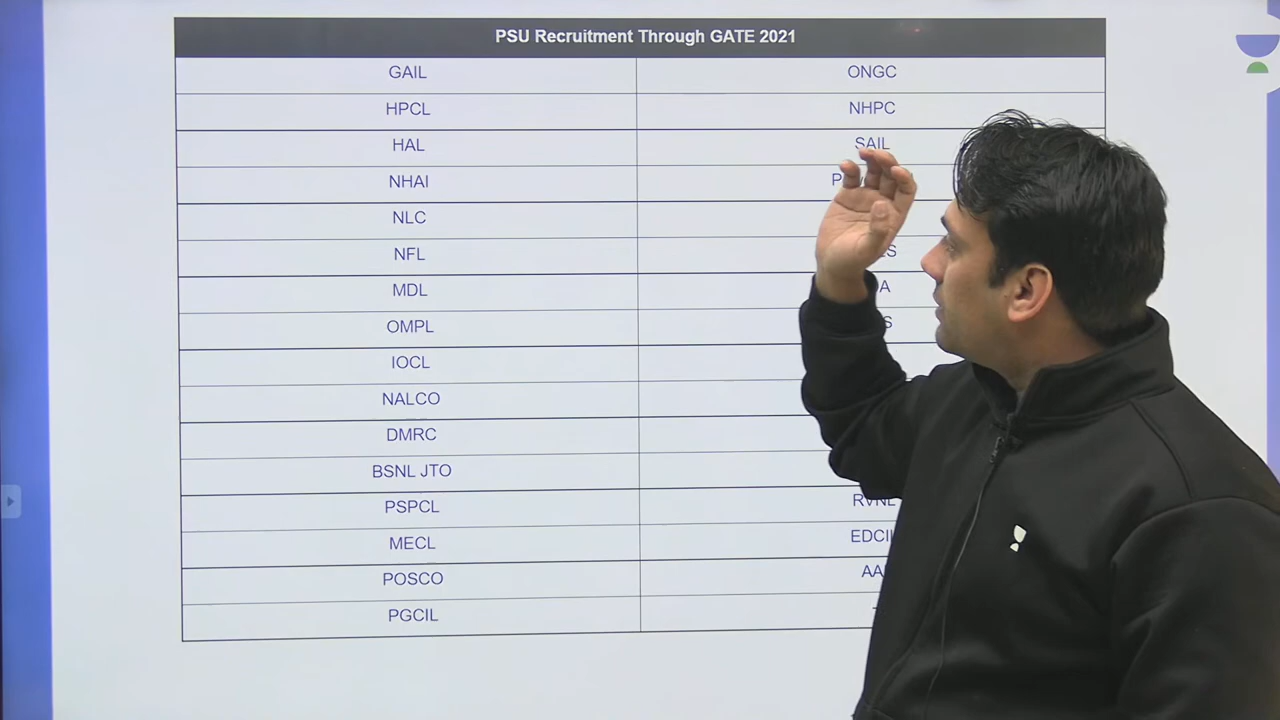 PSU Recruitment Through GATE 2021
GAIL ONGC
HPCL NHPC
HAL SAIL
NHAI
NLC
NFL
MDL
OMPL
IOCL
NALCO
DMRC
BSNL JTO
PSPCL RVNL
MECL EDCIL
POSCO
PGCIL